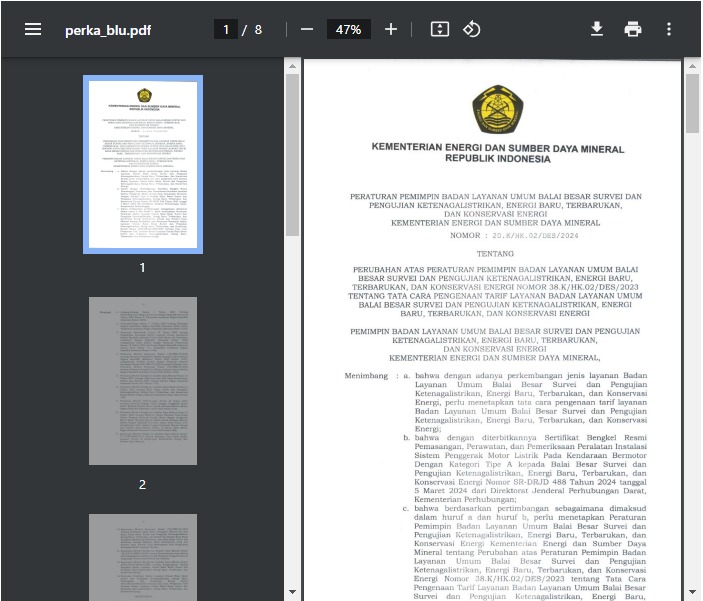 perka_blu.pdf
1 / 8
47%
1
2
KEMENTERIAN ENERGI DAN SUMBER DAYA MINERAL
REPUBLIK INDONESIA
PERATURAN PEMIMPIN BADAN LAYANAN UMUM BALAI BESAR SURVEI DAN
PENGUJIAN KETENAGALISTRIKAN, ENERGI BARU, TERBARUKAN,
DAN KONSERVASI ENERGI
KEMENTERIAN ENERGI DAN SUMBER DAYA MINERAL
NOMOR : 20.K/HK.02/DES/2024
TENTANG
PERUBAHAN ATAS PERATURAN PEMIMPIN BADAN LAYANAN UMUM BALAI
BESAR SURVEI DAN PENGUJIAN KETENAGALISTRIKAN, ENERGI BARU,
TERBARUKAN, DAN KONSERVASI ENERGI NOMOR 38.K/HK.02/DES/2023
TENTANG TATA CARA PENGENAAN TARIF LAYANAN BADAN LAYANAN UMUM
BALAI BESAR SURVEI DAN PENGUJIAN KETENAGALISTRIKAN, ENERGI
BARU, TERBARUKAN, DAN KONSERVASI ENERGI
PEMIMPIN BADAN LAYANAN UMUM BALAI BESAR SURVEI DAN PENGUJIAN
KETENAGALISTRIKAN, ENERGI BARU, TERBARUKAN,
DAN KONSERVASI ENERGI
KEMENTERIAN ENERGI DAN SUMBER DAYA MINERAL,
Menimbang : a. bahwa dengan adanya perkembangan jenis layanan Badan
Layanan Umum Balai Besar Survei dan Pengujian
Ketenagalistrikan, Energi Baru, Terbarukan, dan Konservasi
Energi, perlu menetapkan tata cara pengenaan tarif layanan
Badan Layanan Umum Balai Besar Survei dan Pengujian
Ketenagalistrikan, Energi Baru, Terbarukan, dan Konservasi
Energi;
b. bahwa dengan diterbitkannya Sertifikat Bengkel Resmi
Pemasangan, Perawatan, dan Pemeriksaan Peralatan Instalasi
Sistem Penggerak Motor Listrik Pada Kendaraan Bermotor
Dengan Kategori Tipe A kepada Balai Besar Survei dan
Pengujian Ketenagalistrikan, Energi Baru, Terbarukan, dan
Konservasi Energi Nomor SR-DRJD 488 Tahun 2024 tanggal
5 Maret 2024 dari Direktorat Jenderal Perhubungan Darat,
Kementerian Perhubungan;
c. bahwa berdasarkan pertimbangan sebagaimana dimaksud
dalam huruf a dan huruf b, perlu menetapkan Peraturan
Pemimpin Badan Layanan Umum Balai Besar Survei dan
Pengujian Ketenagalistrikan, Energi Baru, Terbarukan, dan
Konservasi Energi Kementerian Energi dan Sumber Daya
Mineral tentang Perubahan atas Peraturan Pemimpin Badan
Layanan Umum Balai Besar Survei dan Pengujian
Ketenagalistrikan, Energi Baru, Terbarukan, dan Konservasi
Energi Nomor 38.K/HK.02/DES/2023 tentang Tata Cara
Pengenaan Tarif Layanan Badan Layanan Umum Balai Besar
Survei dan Pengujian Ketenagalistrikan, Energi Baru,